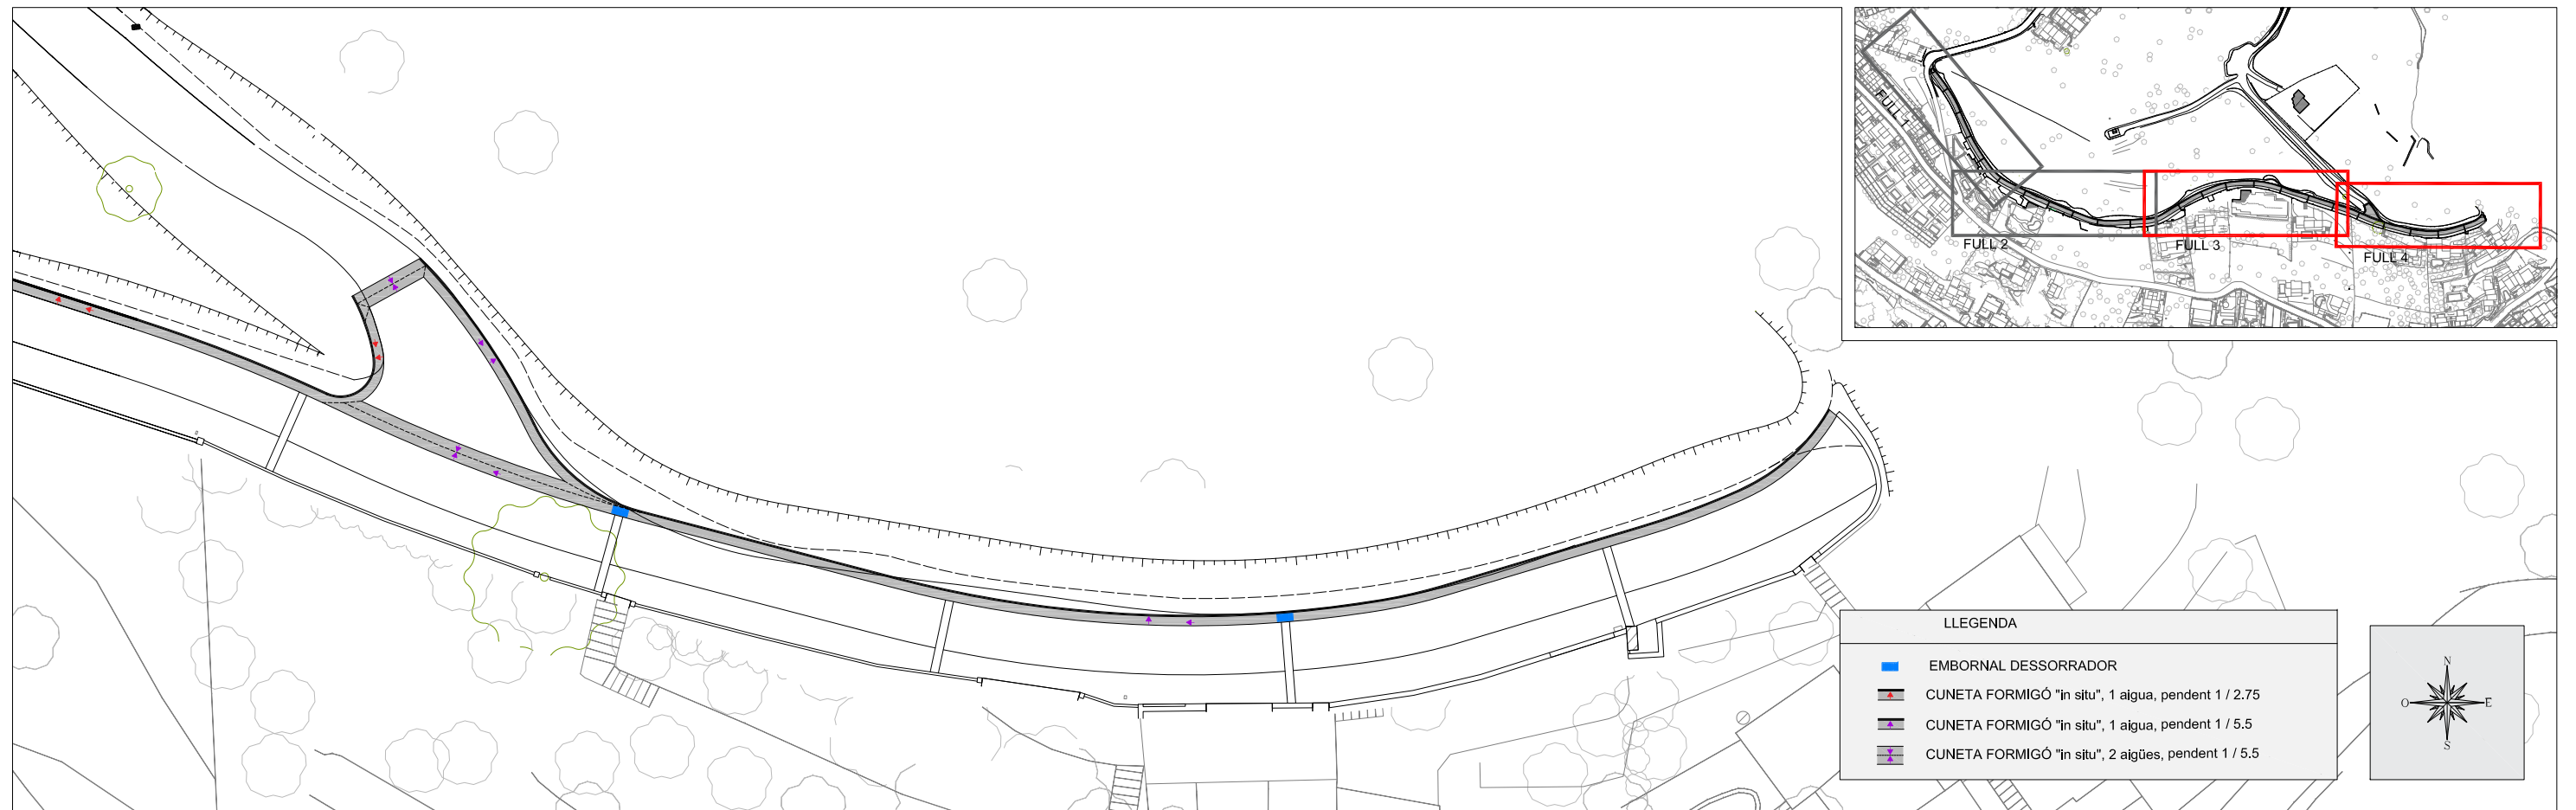 FULL 1
FULL 2
FULL 3
FULL 4
LLEGENDA
EMBORNAL DESSORRADOR
CUNETA FORMIGÓ "in situ", 1 aigua, pendent 1 / 2.75
CUNETA FORMIGÓ "in situ", 1 aigua, pendent 1 / 5.5
CUNETA FORMIGÓ "in situ", 2 aigües, pendent 1 / 5.5
N
O
E
S